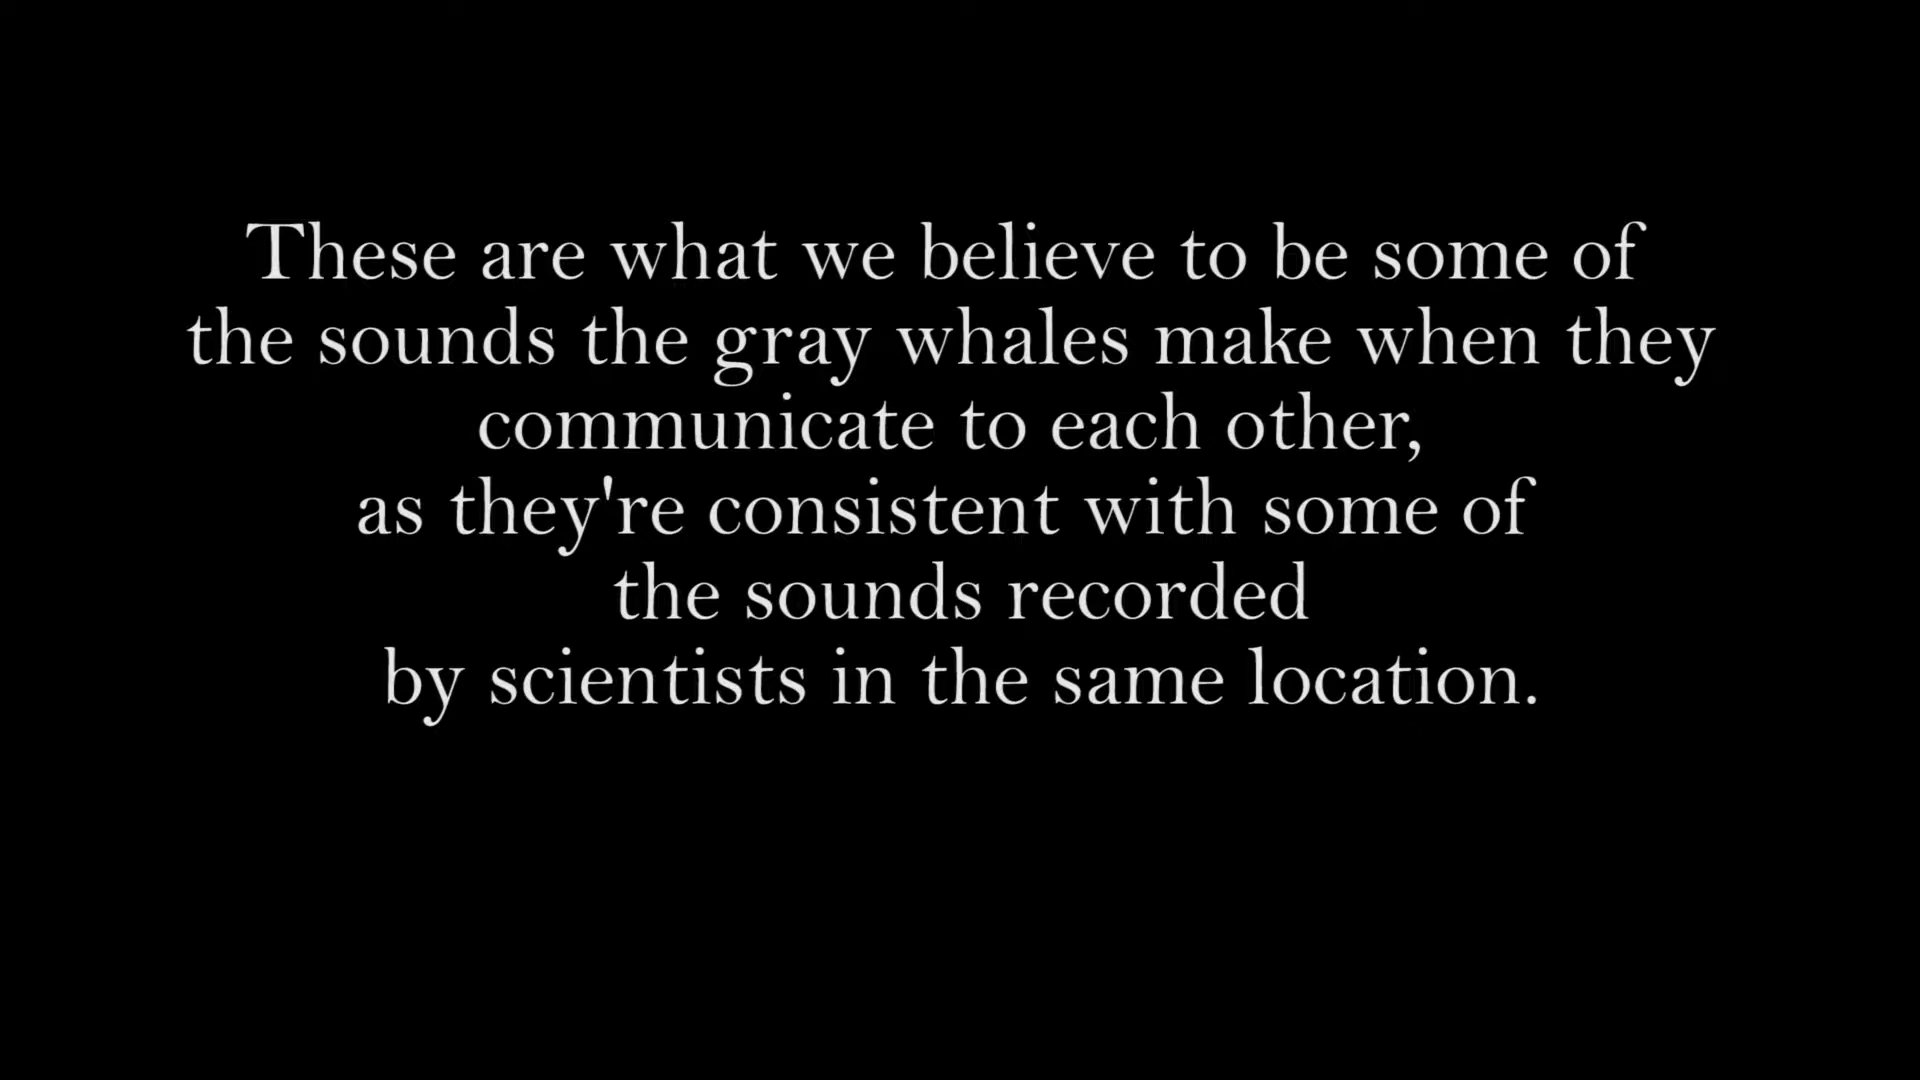 These are what we believe to be some of
the sounds the gray whales make when they
communicate to each other,
as they're consistent with some of
the sounds recorded
by scientists in the same location.